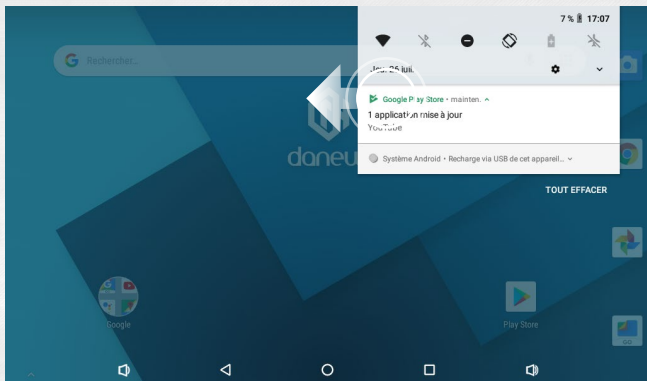 7 % 17:07
Rechercher...
Jeu. 26 juil.
Google Play Store • mainten.
1 application mise à jour
YouTube
daneu
Système Android • Recharge via USB de cet appareil...
TOUT EFFACER
Google
Play Store
GO